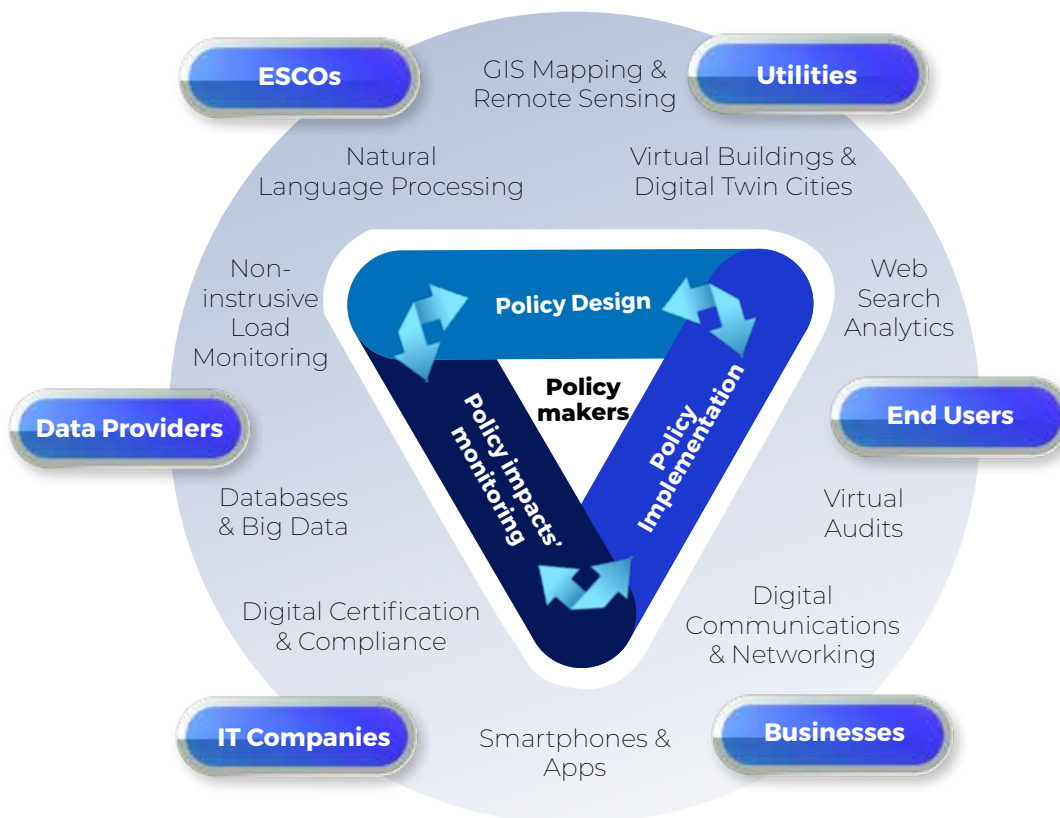 ESCOs
GIS Mapping &
Remote Sensing
Utilities
Natural
Language Processing
Virtual Buildings &
Digital Twin Cities
Non-
instrusive
Load
Monitoring
Policy Design
Web
Search
Analytics
Policy
makers
Policy impacts’
monitoring
Policy
Implementation
Data Providers
End Users
Databases
& Big Data
Virtual
Audits
Digital Certification
& Compliance
Digital
Communications
& Networking
IT Companies
Smartphones &
Apps
Businesses